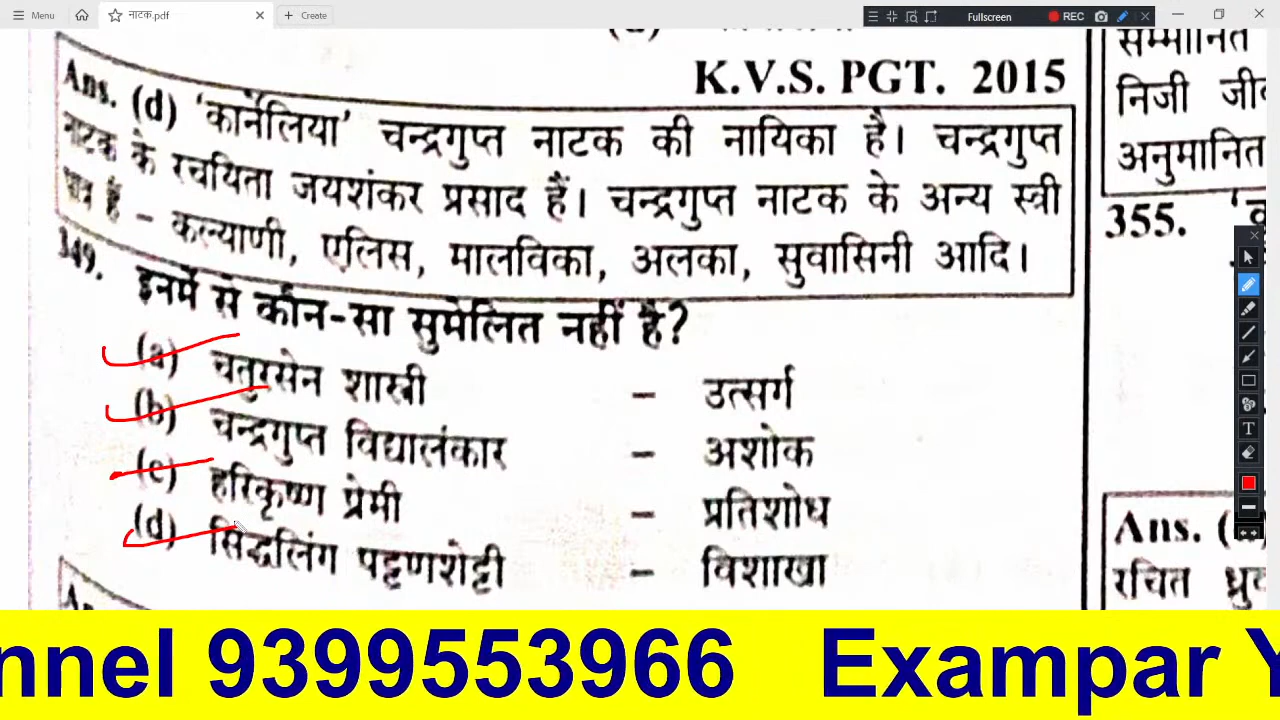 Menu
नाटक.pdf
Create
Fullscreen
REC
K.V.S. PGT. 2015
Ans. (d) 'कार्नेलिया' चन्द्रगुप्त नाटक की नायिका है। चन्द्रगुप्त
नाटक के रचयिता जयशंकर प्रसाद हैं। चन्द्रगुप्त नाटक के अन्य स्त्री
पात्र हैं – कल्याणी, एलिस, मालविका, अलका, सुवासिनी आदि।
349. इनमें से कौन-सा सुमेलित नहीं है?
(a) चतुरसेन शास्त्री – उत्सर्ग
(b) चन्द्रगुप्त विद्यालंकार – अशोक
(c) हरिकृष्ण प्रेमी – प्रतिशोध
(d) सिद्धलिंग पट्टणशेट्टी – विशाखा
सम्मानित
निजी
अनुमानित
355.
Ans.
रचित
T
nnel 9399553966 Exampar Y